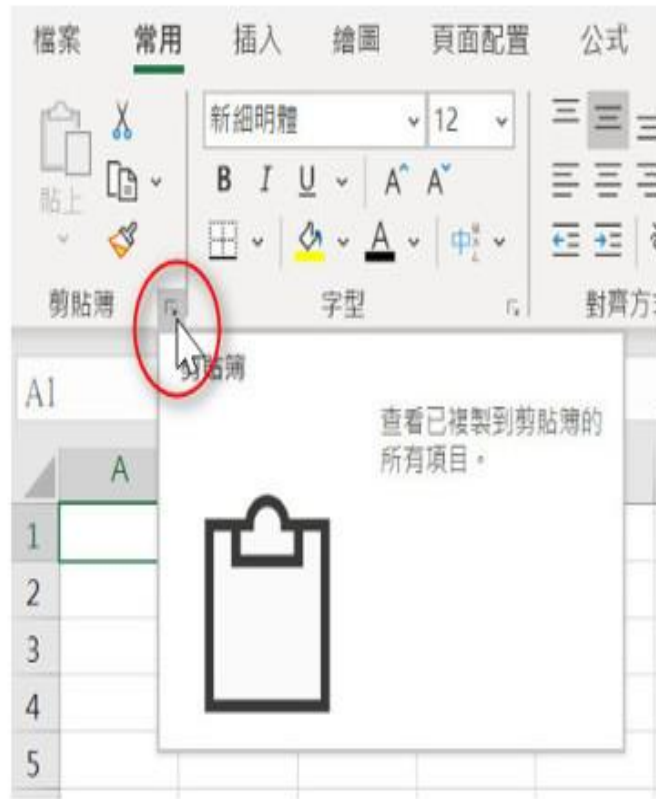 檔案 常用 插入 繪圖 頁面配置 公式
新細明體 12
貼上 B I U A A
A 中
剪貼簿 字型 對齊方
剪貼簿
A1
查看已複製到剪貼簿的
所有項目。
A
1
2
3
4
5